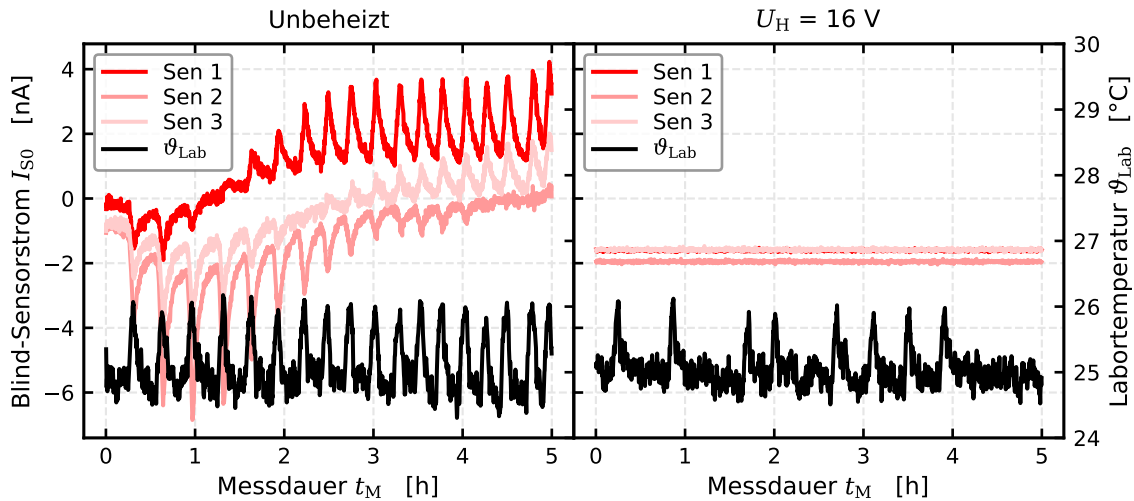 Unbeheizt
U_H = 16 V
Blind-Sensorstrom I_S0 [nA]
4
2
0
−2
−4
−6
Sen 1
Sen 2
Sen 3
ϑ_Lab
Sen 1
Sen 2
Sen 3
ϑ_Lab
30
29
28
27
26
25
24
Labortemperatur ϑ_Lab [°C]
0 1 2 3 4 5
0 1 2 3 4 5
Messdauer t_M [h]
Messdauer t_M [h]